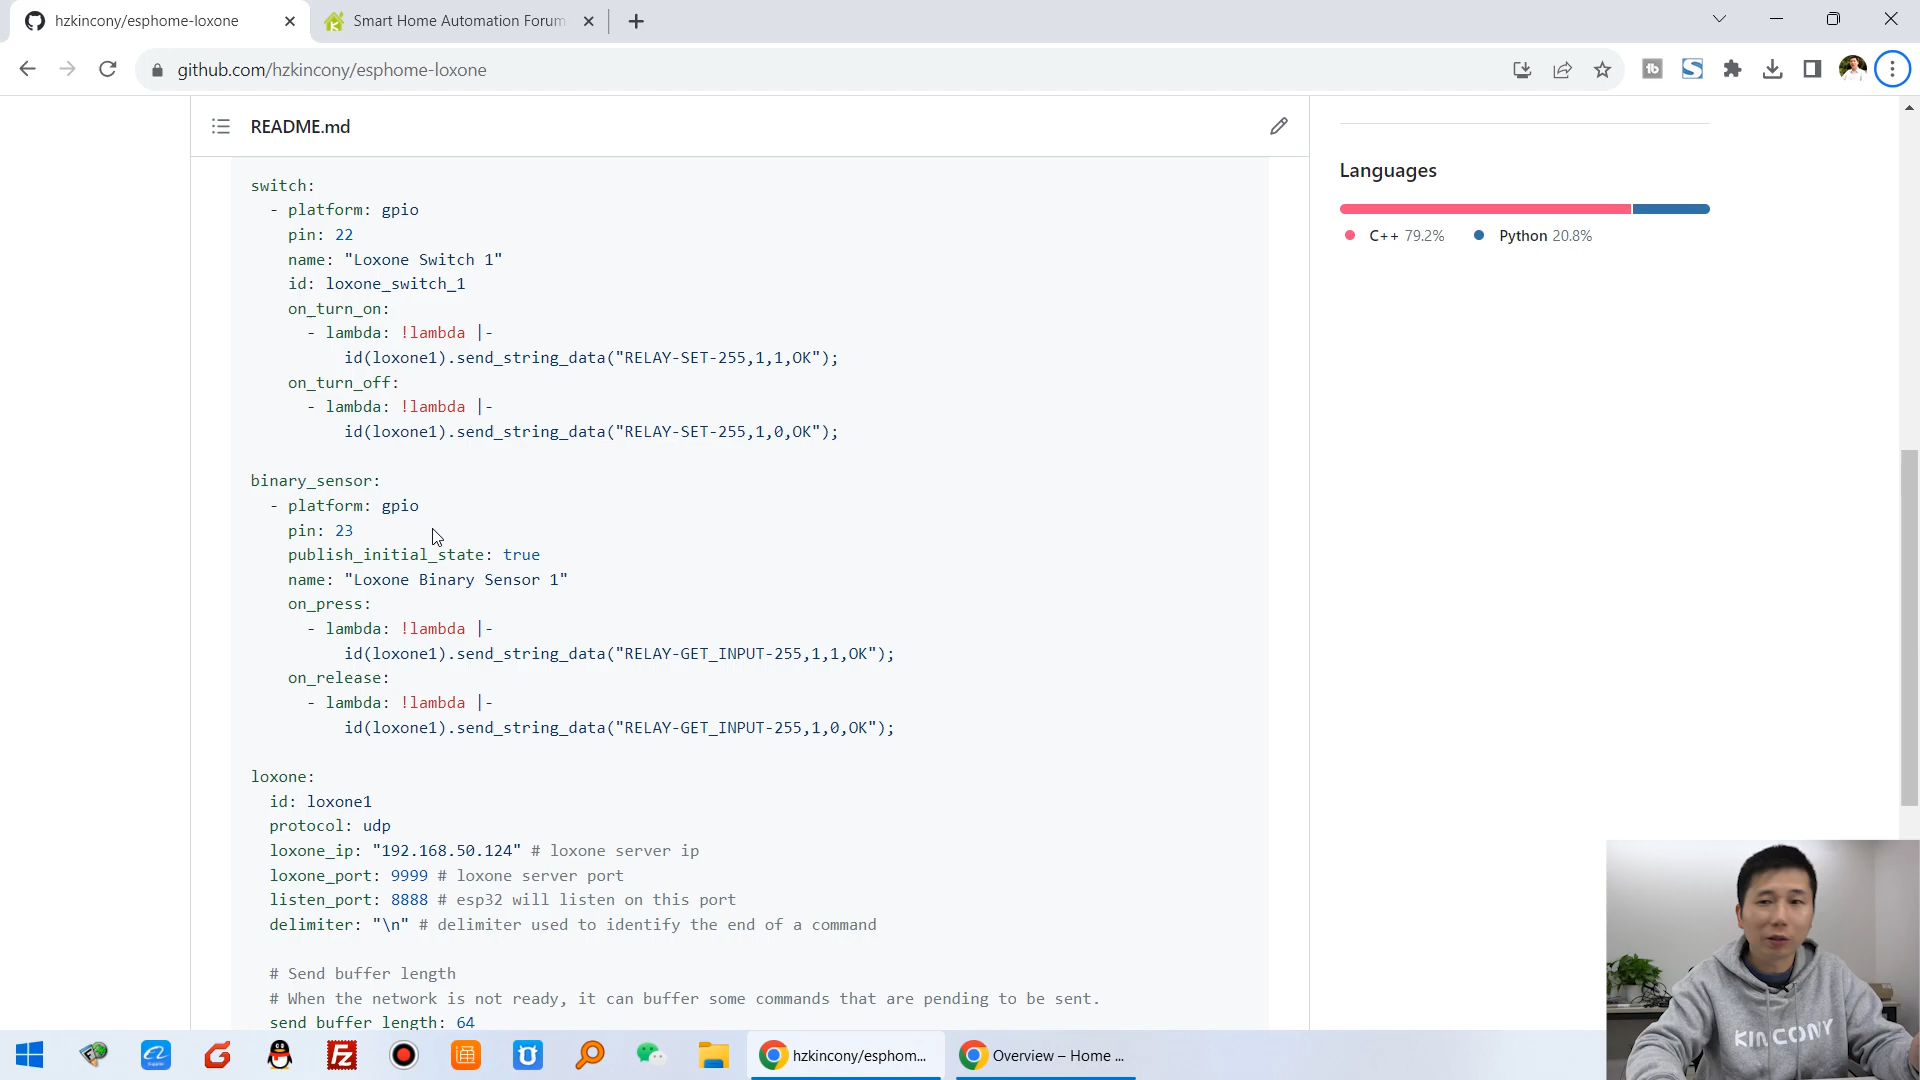 hzkincony/esphome-loxone
Smart Home Automation Forum
github.com/hzkincony/esphome-loxone
README.md
switch:
- platform: gpio
pin: 22
name: "Loxone Switch 1"
id: loxone_switch_1
on_turn_on:
- lambda: !lambda |-
id(loxone1).send_string_data("RELAY-SET-255,1,1,OK");
on_turn_off:
- lambda: !lambda |-
id(loxone1).send_string_data("RELAY-SET-255,1,0,OK");
binary_sensor:
- platform: gpio
pin: 23
publish_initial_state: true
name: "Loxone Binary Sensor 1"
on_press:
- lambda: !lambda |-
id(loxone1).send_string_data("RELAY-GET_INPUT-255,1,1,OK");
on_release:
- lambda: !lambda |-
id(loxone1).send_string_data("RELAY-GET_INPUT-255,1,0,OK");
loxone:
id: loxone1
protocol: udp
loxone_ip: "192.168.50.124" # loxone server ip
loxone_port: 9999 # loxone server port
listen_port: 8888 # esp32 will listen on this port
delimiter: "\n" # delimiter used to identify the end of a command
# Send buffer length
# When the network is not ready, it can buffer some commands that are pending to be sent.
send_buffer_length: 64
Languages
C++ 79.2%
Python 20.8%
KINCONY
hzkincony/esphom...
Overview – Home ...